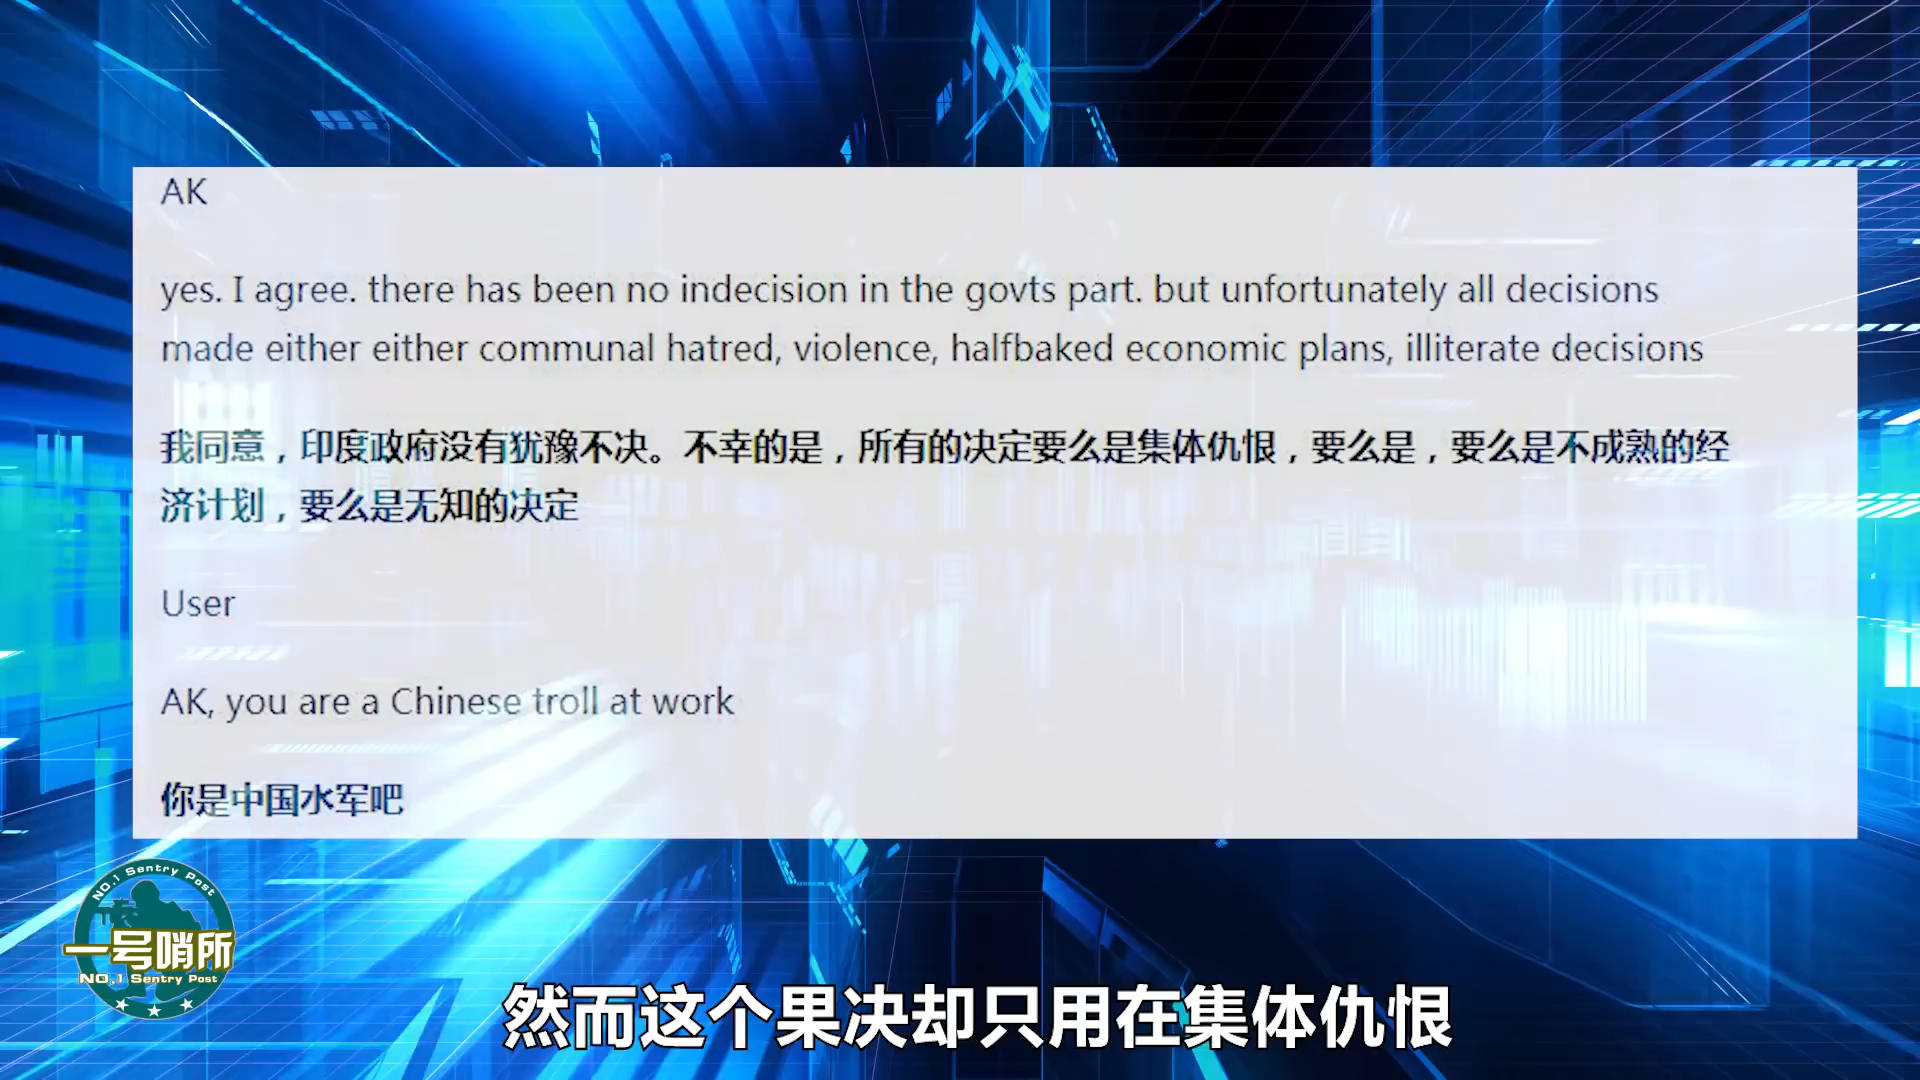 AK
yes. I agree. there has been no indecision in the govts part. but unfortunately all decisions
made either either communal hatred, violence, halfbaked economic plans, illiterate decisions
我同意，印度政府没有犹豫不决。不幸的是，所有的决定要么是集体仇恨，要么是，要么是不成熟的经
济计划，要么是无知的决定
User
AK, you are a Chinese troll at work
你是中国水军吧
NO.1 Sentry Post
一号哨所
NO.1 Sentry Post
然而这个果决却只用在集体仇恨